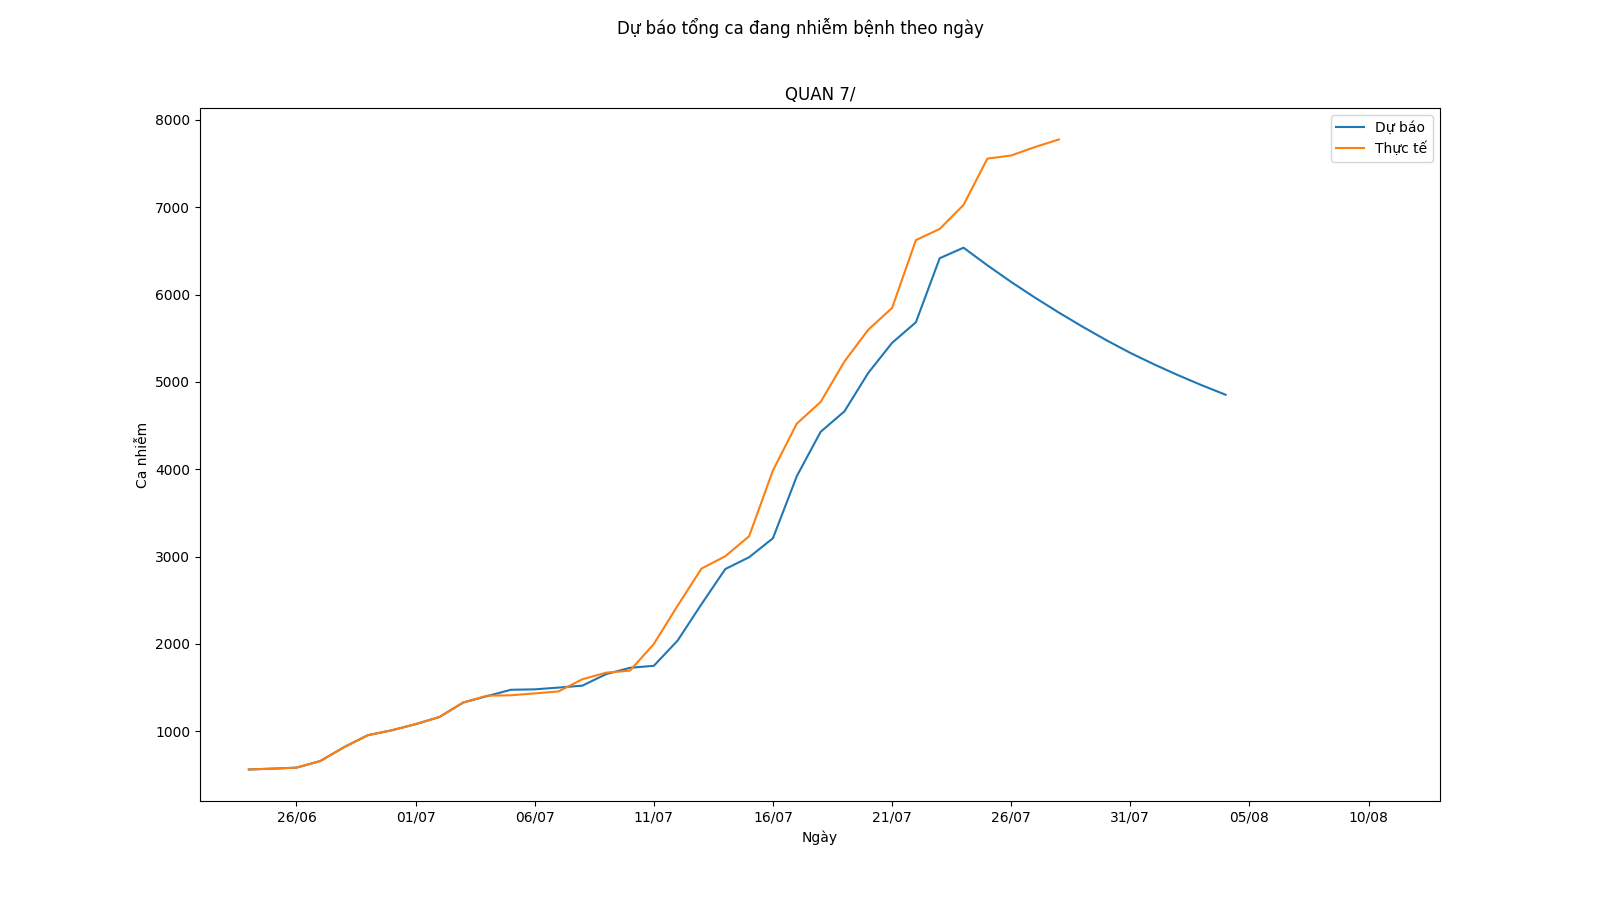 Dự báo tổng ca đang nhiễm bệnh theo ngày
QUAN 7/
Dự báo
Thực tế
8000
7000
6000
5000
4000
3000
2000
1000
Ca nhiễm
26/06 01/07 06/07 11/07 16/07 21/07 26/07 31/07 05/08 10/08
Ngày